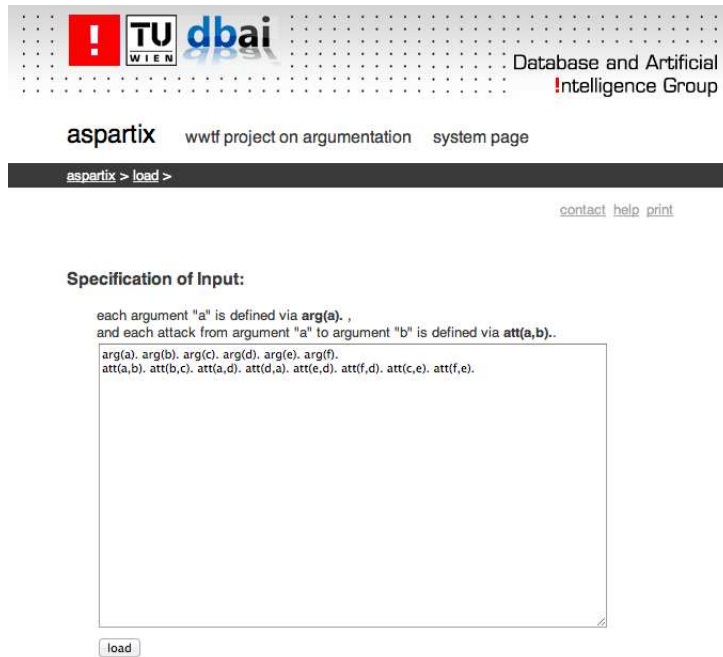 ! TU WIEN dbai
Database and Artificial
!ntelligence Group
aspartix wwtf project on argumentation system page
aspartix > load >
contact help print
Specification of Input:
each argument "a" is defined via arg(a). ,
and each attack from argument "a" to argument "b" is defined via att(a,b)..
arg(a). arg(b). arg(c). arg(d). arg(e). arg(f).
att(a,b). att(b,c). att(a,d). att(d,a). att(e,d). att(f,d). att(c,e). att(f,e).
load